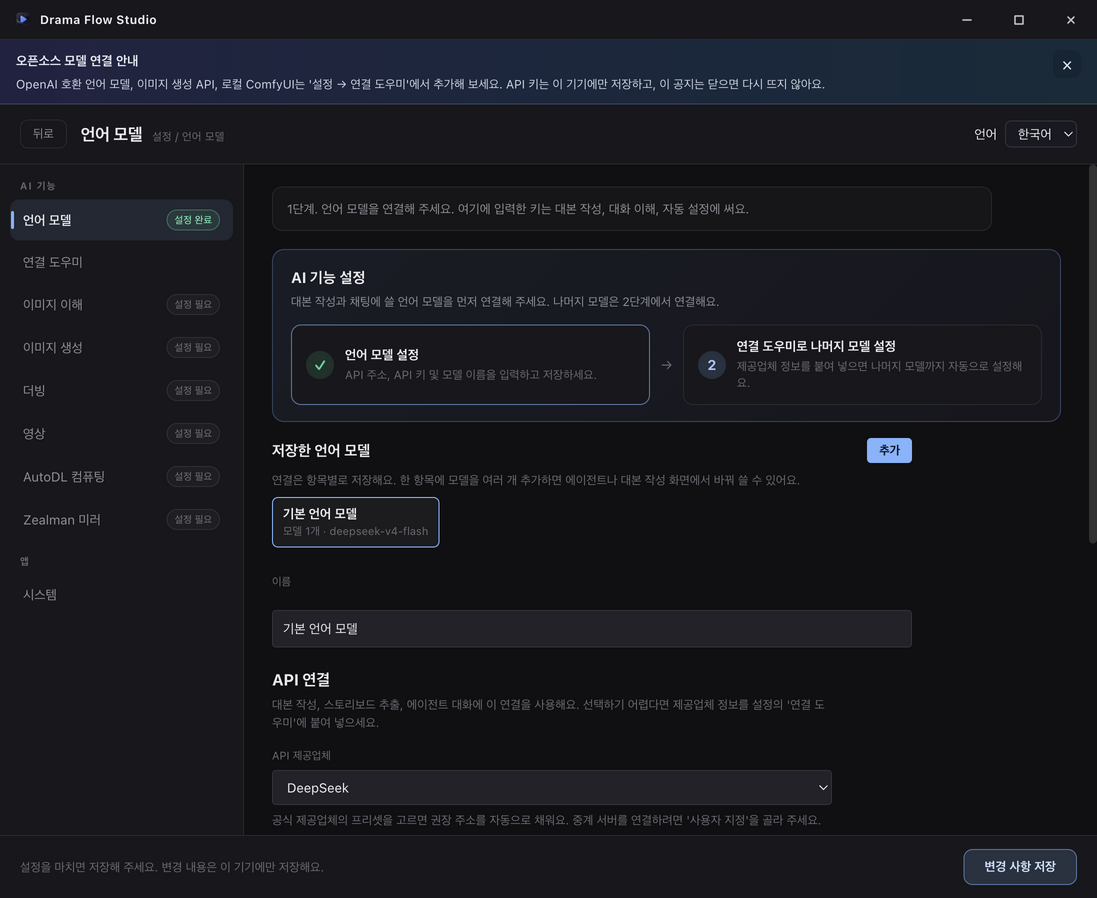 Drama Flow Studio
오픈소스 모델 연결 안내
OpenAI 호환 언어 모델, 이미지 생성 API, 로컬 ComfyUI는 '설정 → 연결 도우미'에서 추가해 보세요. API 키는 이 기기에만 저장하고, 이 공지는 닫으면 다시 뜨지 않아요.
뒤로
언어 모델
설정 / 언어 모델
언어
한국어
AI 기능
언어 모델
설정 완료
연결 도우미
이미지 이해
설정 필요
이미지 생성
설정 필요
더빙
설정 필요
영상
설정 필요
AutoDL 컴퓨팅
설정 필요
Zealman 미러
설정 필요
앱
시스템
1단계. 언어 모델을 연결해 주세요. 여기에 입력한 키는 대본 작성, 대화 이해, 자동 설정에 써요.
AI 기능 설정
대본 작성과 채팅에 쓸 언어 모델을 먼저 연결해 주세요. 나머지 모델은 2단계에서 연결해요.
언어 모델 설정
API 주소, API 키 및 모델 이름을 입력하고 저장하세요.
→
2
연결 도우미로 나머지 모델 설정
제공업체 정보를 붙여 넣으면 나머지 모델까지 자동으로 설정해
요.
저장한 언어 모델
추가
연결은 항목별로 저장해요. 한 항목에 모델을 여러 개 추가하면 에이전트나 대본 작성 화면에서 바꿔 쓸 수 있어요.
기본 언어 모델
모델 1개 · deepseek-v4-flash
이름
기본 언어 모델
API 연결
대본 작성, 스토리보드 추출, 에이전트 대화에 이 연결을 사용해요. 선택하기 어렵다면 제공업체 정보를 설정의 '연결 도
우미'에 붙여 넣으세요.
API 제공업체
DeepSeek
공식 제공업체의 프리셋을 고르면 권장 주소를 자동으로 채워요. 중계 서버를 연결하려면 '사용자 지정'을 골라 주세요.
설정을 마치면 저장해 주세요. 변경 내용은 이 기기에만 저장해요.
변경 사항 저장